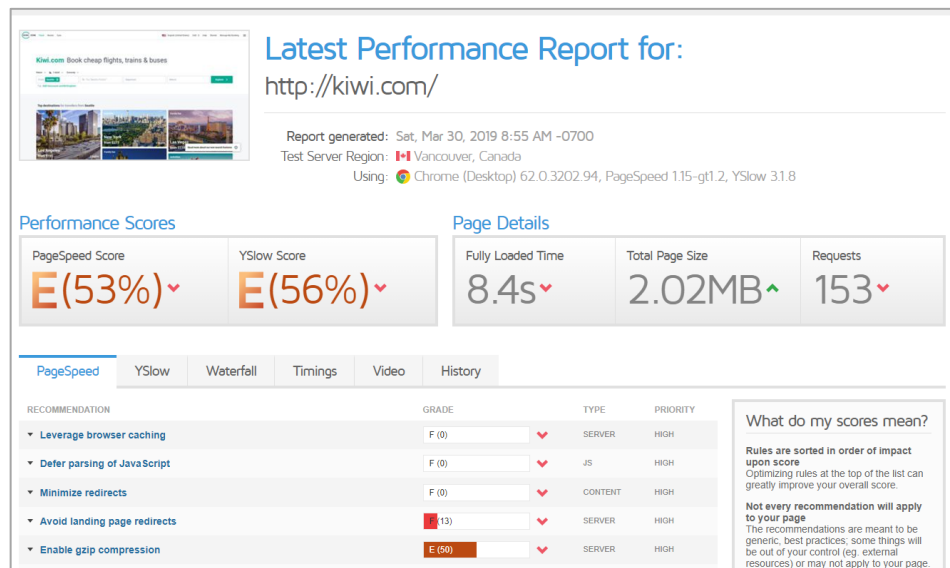 Kiwi.com Book cheap flights, trains & buses
Latest Performance Report for:
http://kiwi.com/
Report generated: Sat, Mar 30, 2019 8:55 AM -0700
Test Server Region: Vancouver, Canada
Using: Chrome (Desktop) 62.0.3202.94, PageSpeed 1.15-gt1.2, YSlow 3.1.8
Performance Scores
PageSpeed Score
E(53%)
YSlow Score
E(56%)
Page Details
Fully Loaded Time
8.4s
Total Page Size
2.02MB
Requests
153
PageSpeed YSlow Waterfall Timings Video History
RECOMMENDATION GRADE TYPE PRIORITY
Leverage browser caching F (0) SERVER HIGH
Defer parsing of JavaScript F (0) JS HIGH
Minimize redirects F (0) CONTENT HIGH
Avoid landing page redirects F (13) SERVER HIGH
Enable gzip compression E (50) SERVER HIGH
What do my scores mean?
Rules are sorted in order of impact
upon score
Optimizing rules at the top of the list can
greatly improve your overall score.
Not every recommendation will apply
to your page
The recommendations are meant to be
generic, best practices; some things will
be out of your control (eg. external
resources) or may not apply to your page.